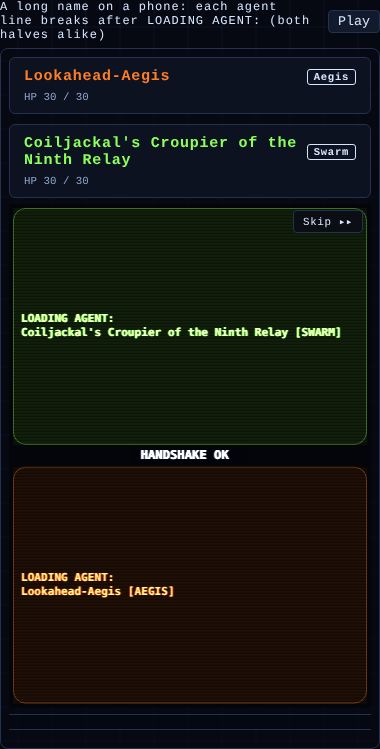 A long name on a phone: each agent
line breaks after LOADING AGENT: (both
halves alike)
Play
Lookahead-Aegis
Aegis
HP 30 / 30
Coiljackal's Croupier of the
Ninth Relay
Swarm
HP 30 / 30
Skip ▸▸
LOADING AGENT:
Coiljackal's Croupier of the Ninth Relay [SWARM]
HANDSHAKE OK
LOADING AGENT:
Lookahead-Aegis [AEGIS]